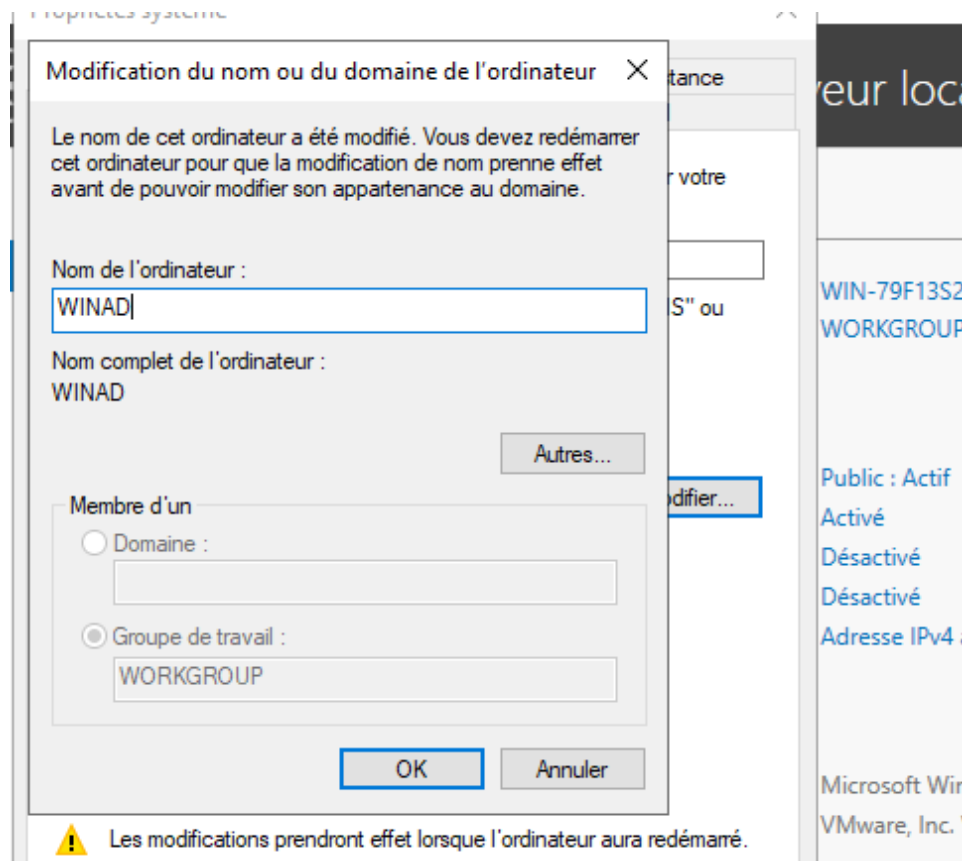 Propriétés système
Modification du nom ou du domaine de l'ordinateur
Le nom de cet ordinateur a été modifié. Vous devez redémarrer
cet ordinateur pour que la modification de nom prenne effet
avant de pouvoir modifier son appartenance au domaine.
Nom de l'ordinateur :
WINAD
Nom complet de l'ordinateur :
WINAD
Autres...
Membre d'un
Domaine :
Groupe de travail :
WORKGROUP
OK
Annuler
Les modifications prendront effet lorsque l'ordinateur aura redémarré.
tance
r votre
S" ou
difier...
eur loca
WIN-79F13S2
WORKGROUP
Public : Actif
Activé
Désactivé
Désactivé
Adresse IPv4 a
Microsoft Win
VMware, Inc.